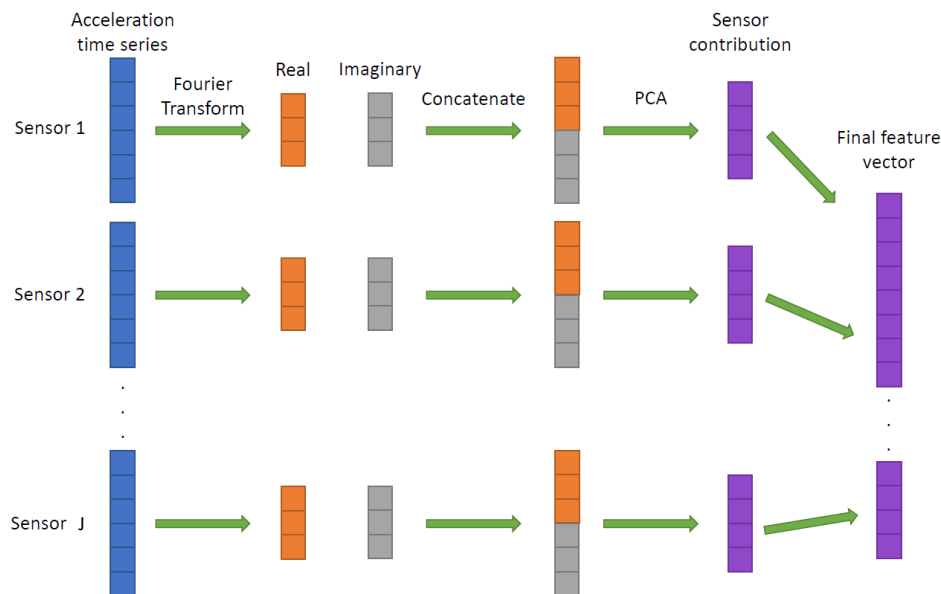 Acceleration
time series
Sensor
contribution
Real
Imaginary
Fourier
Transform
Concatenate
PCA
Sensor 1
Final feature
vector
Sensor 2
.
.
.
.
.
.
Sensor J